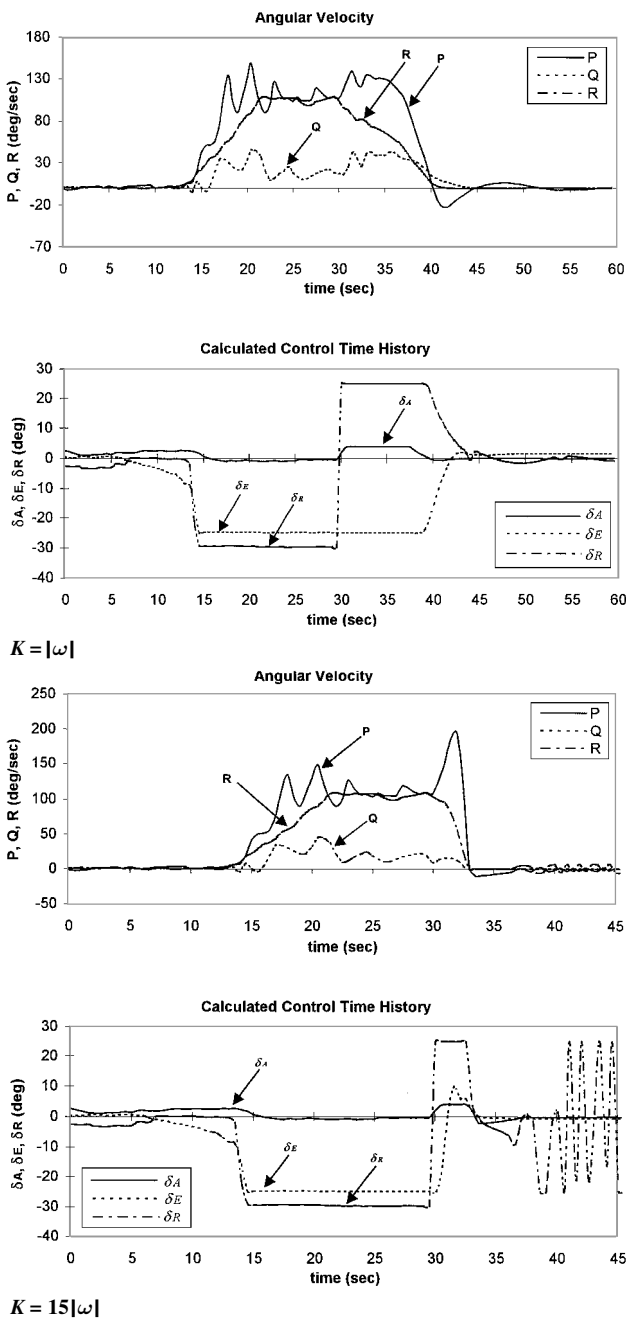 Angular Velocity
180
130
80
30
-20
-70
P, Q, R (deg/sec)
R
P
Q
P
Q
R
0 5 10 15 20 25 30 35 40 45 50 55 60
time (sec)
Calculated Control Time History
30
20
10
0
-10
-20
-30
-40
δA, δE, δR (deg)
δA
δE
δR
δA
δE
δR
0 5 10 15 20 25 30 35 40 45 50 55 60
time (sec)
K = |ω|
Angular Velocity
250
200
150
100
50
0
-50
P, Q, R (deg/sec)
P
R
Q
P
Q
R
0 5 10 15 20 25 30 35 40 45
time (sec)
Calculated Control Time History
30
20
10
0
-10
-20
-30
-40
δA, δE, δR (deg)
δA
δE
δR
δA
δE
δR
0 5 10 15 20 25 30 35 40 45
time (sec)
K = 15|ω|